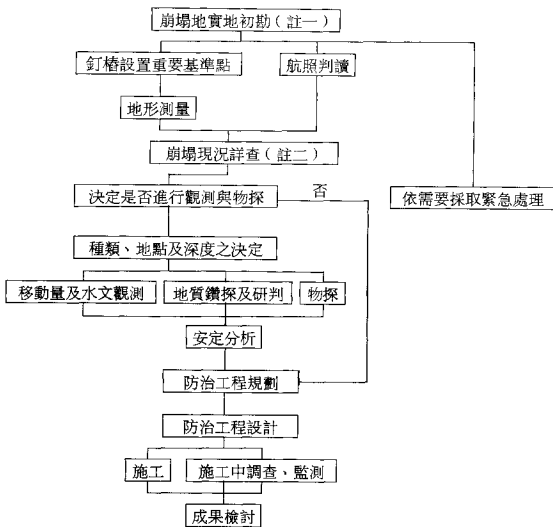 崩塌地實地初勘(註一)
釘樁設置重要基準點
航照判讀
地形測量
崩塌現況詳查(註二)
決定是否進行觀測與物探
否
依需要採取緊急處理
種類、地點及深度之決定
移動量及水文觀測
地質鑽探及研判
物探
安定分析
防治工程規劃
防治工程設計
施工
施工中調查、監測
成果檢討